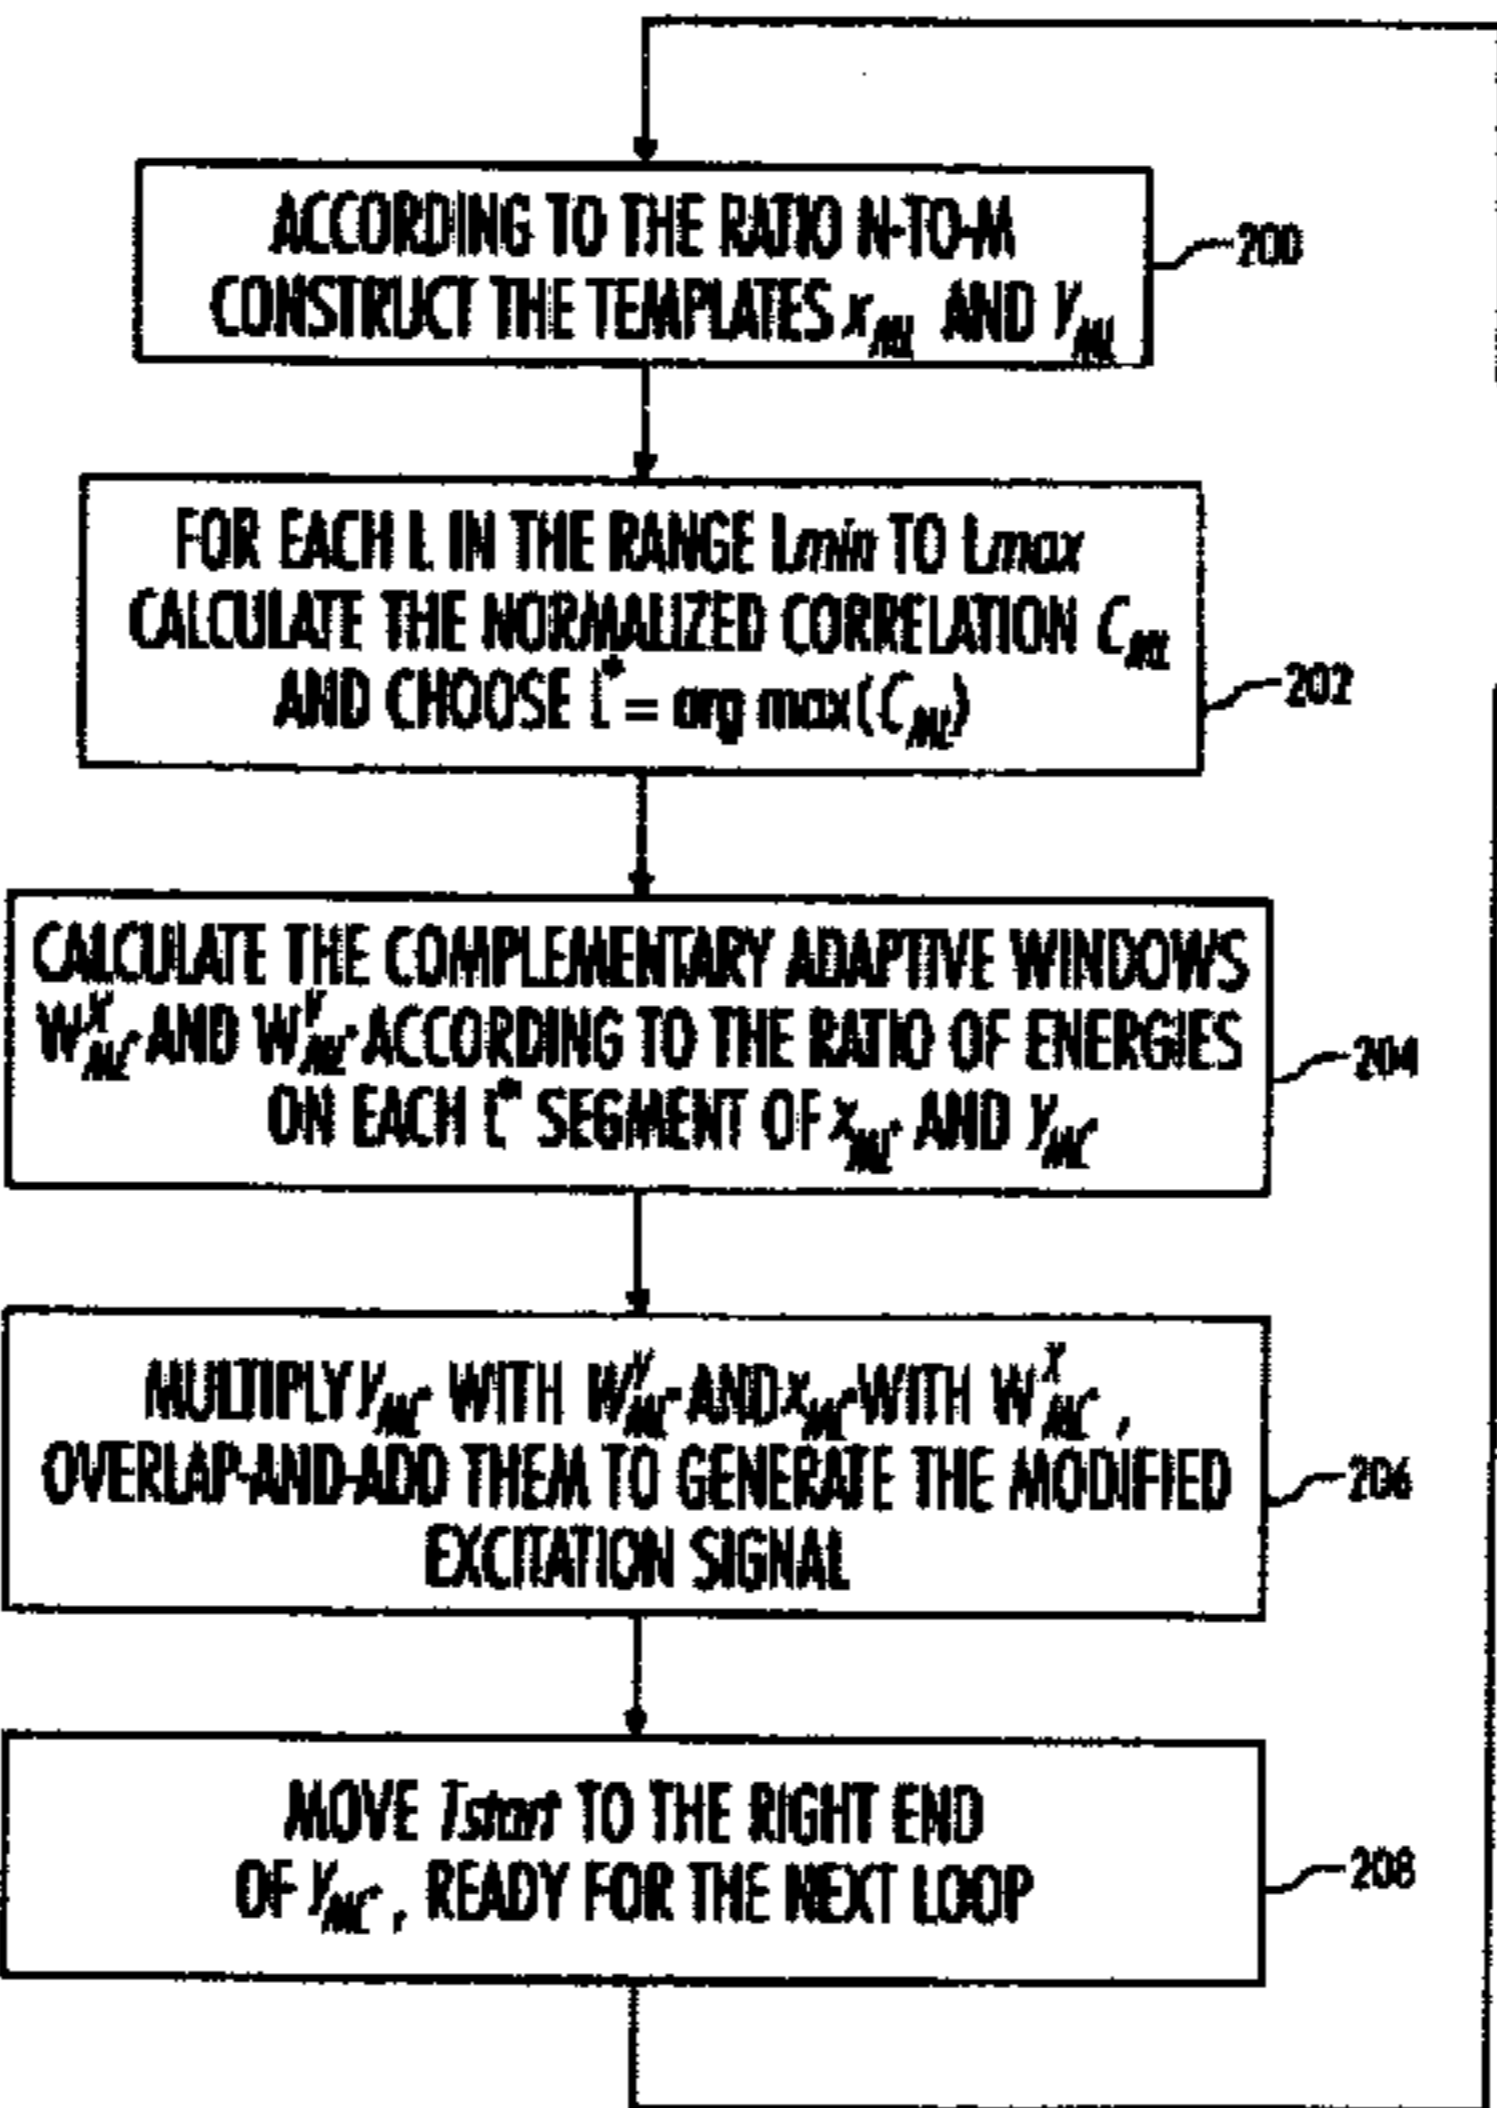 ACCORDING TO THE RATIO N-TO-M
200
CONSTRUCT THE TEMPLATES x_ML AND y_ML
FOR EACH L IN THE RANGE Lmin TO Lmax
CALCULATE THE NORMALIZED CORRELATION C_ML
AND CHOOSE L* = arg max(C_ML)
202
CALCULATE THE COMPLEMENTARY ADAPTIVE WINDOWS
W^x_ML* AND W^y_ML* ACCORDING TO THE RATIO OF ENERGIES
204
ON EACH L* SEGMENT OF x_ML* AND y_ML*
MULTIPLY y_ML* WITH W^y_ML* AND x_ML* WITH W^x_ML*,
OVERLAP-AND-ADD THEM TO GENERATE THE MODIFIED
206
EXCITATION SIGNAL
MOVE Tstart TO THE RIGHT END
OF y_ML*, READY FOR THE NEXT LOOP
208